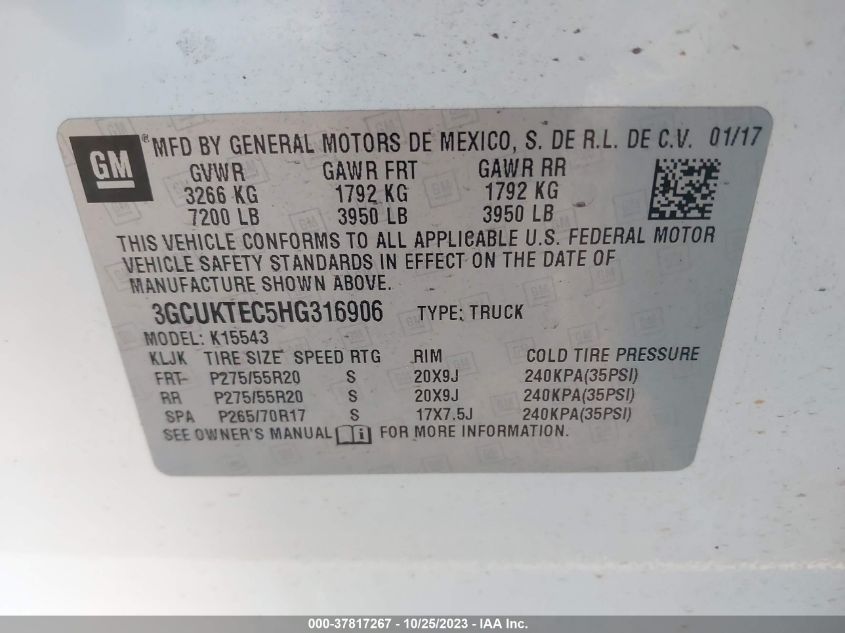 GM ® MFD BY GENERAL MOTORS DE MEXICO, S. DE R.L. DE C.V. 01/17
GVWR GAWR FRT GAWR RR
3266 KG 1792 KG 1792 KG
7200 LB 3950 LB 3950 LB
THIS VEHICLE CONFORMS TO ALL APPLICABLE U.S. FEDERAL MOTOR
VEHICLE SAFETY STANDARDS IN EFFECT ON THE DATE OF
MANUFACTURE SHOWN ABOVE.
3GCUKTEC5HG316906 TYPE: TRUCK
MODEL: K15543
KLJK TIRE SIZE SPEED RTG RIM COLD TIRE PRESSURE
FRT P275/55R20 S 20X9J 240KPA(35PSI)
RR P275/55R20 S 20X9J 240KPA(35PSI)
SPA P265/70R17 S 17X7.5J 240KPA(35PSI)
SEE OWNER'S MANUAL i FOR MORE INFORMATION.
000-37817267 - 10/25/2023 - IAA Inc.